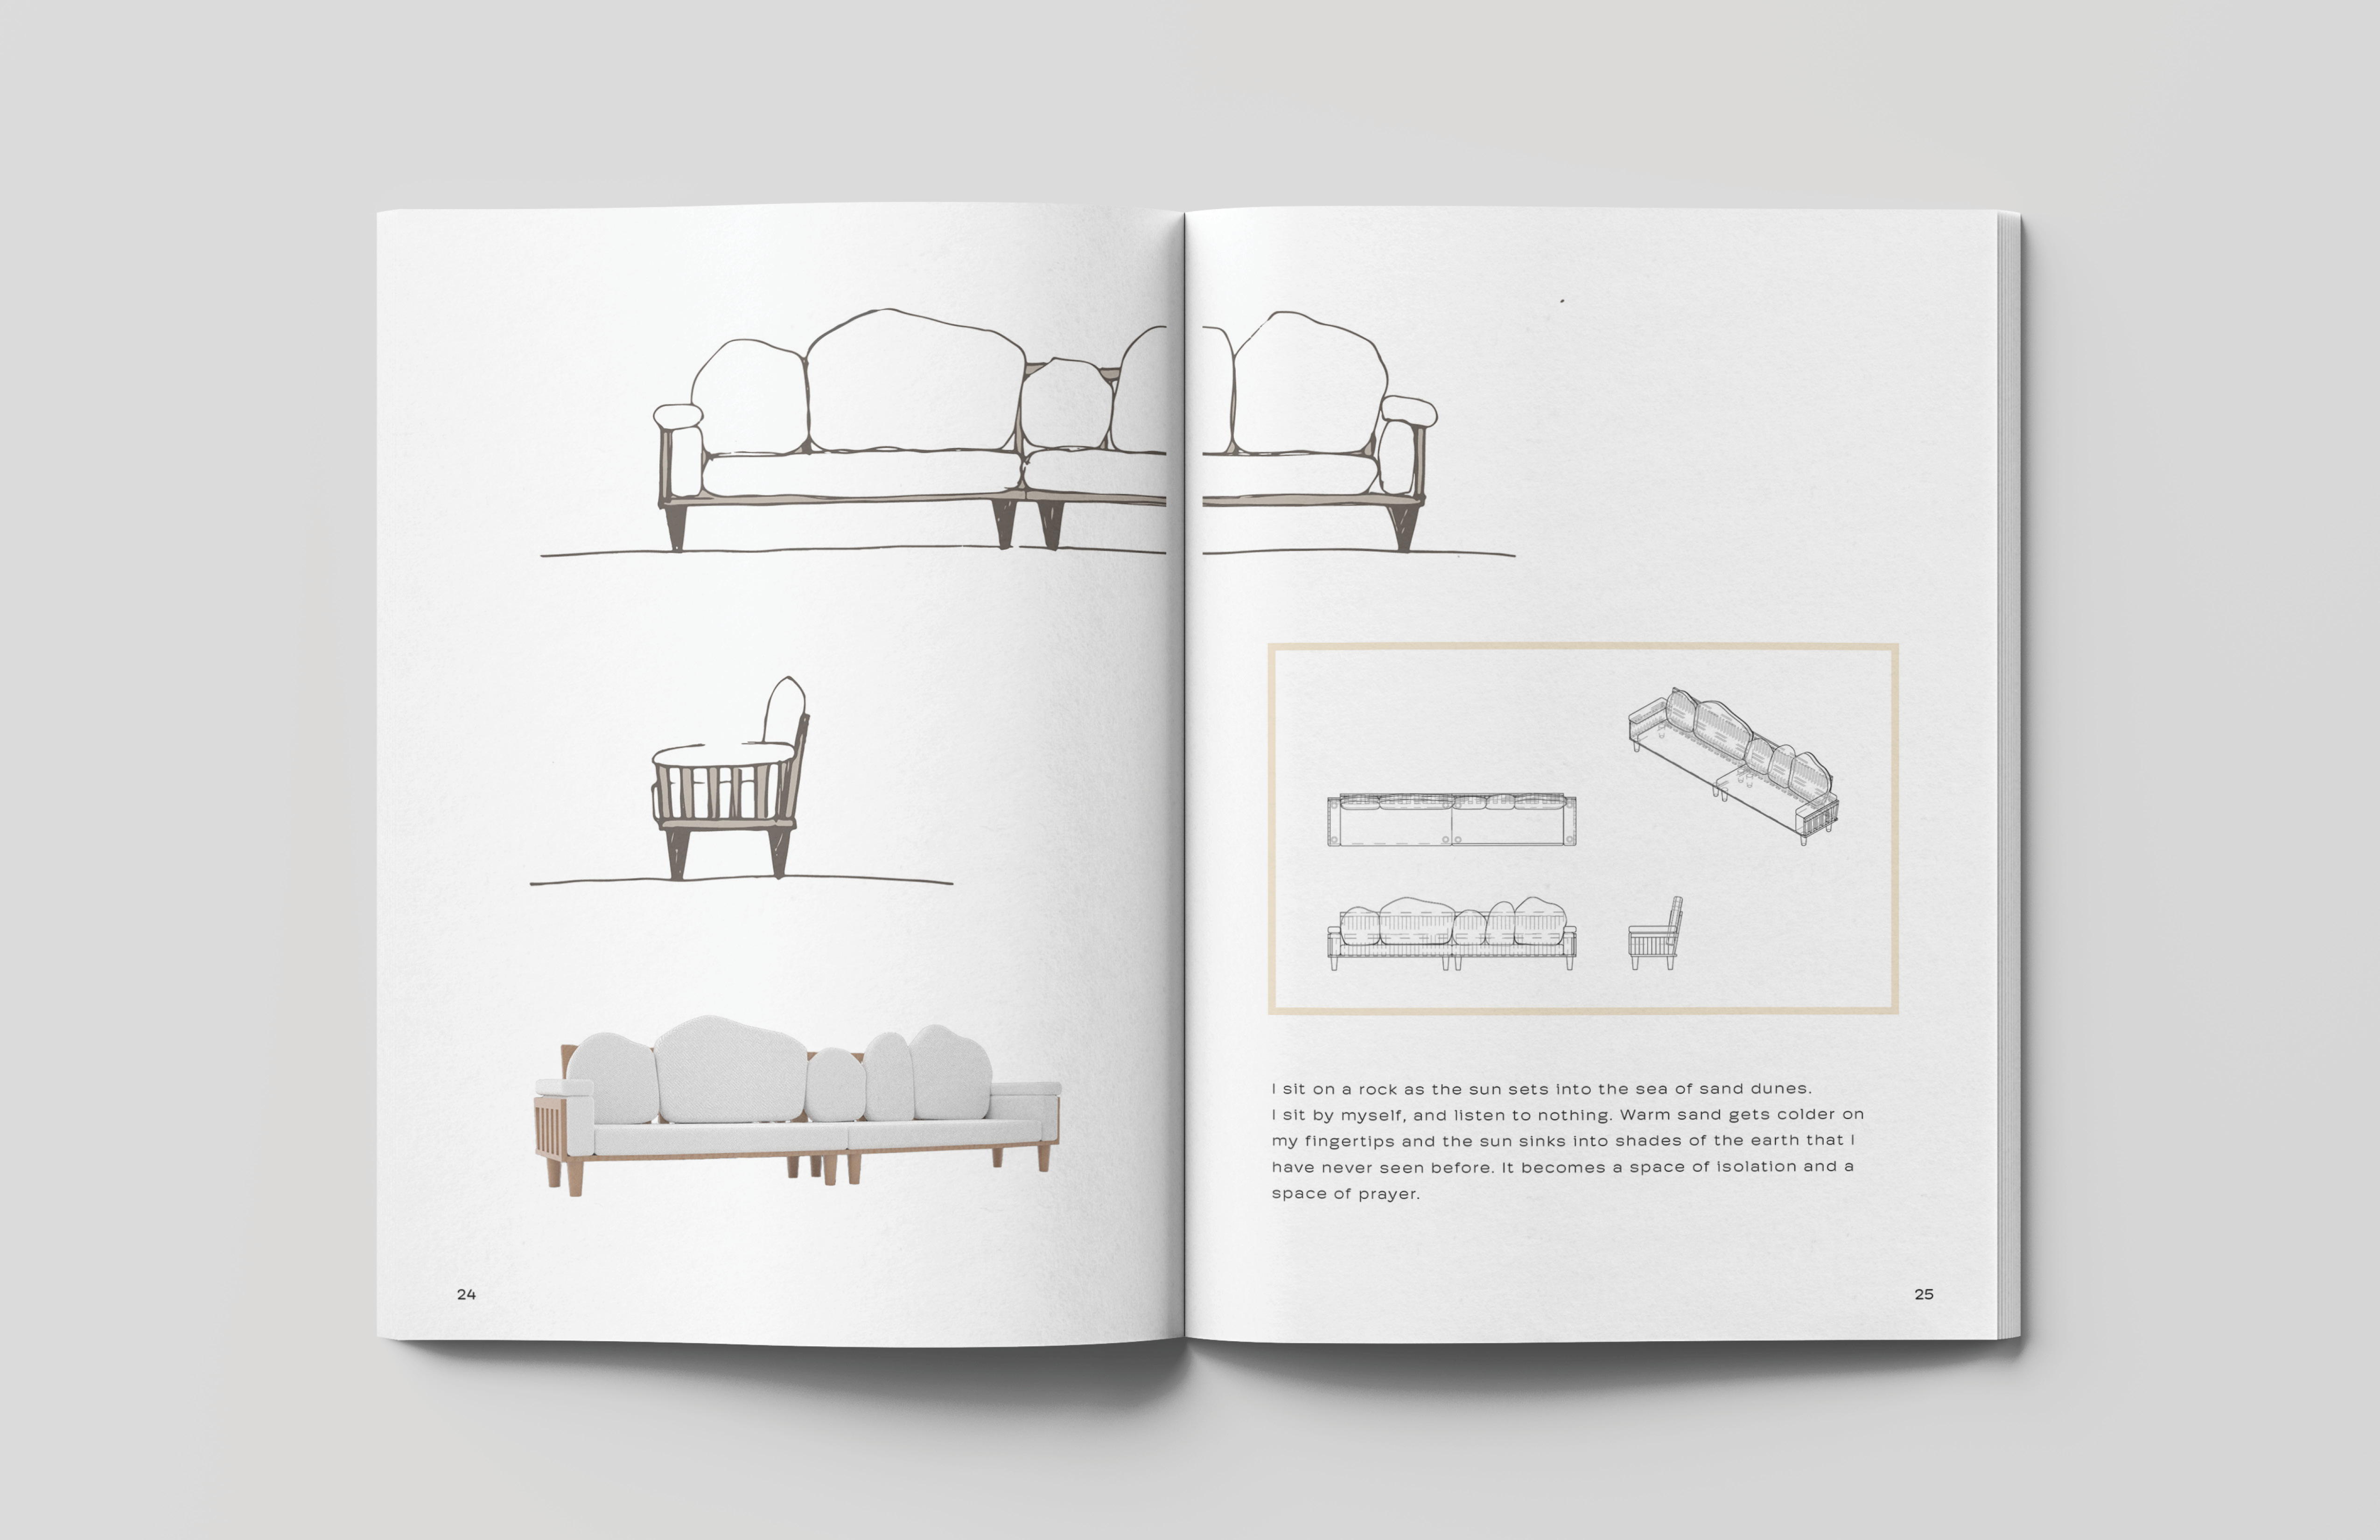 I sit on a rock as the sun sets into the sea of sand dunes.
I sit by myself, and listen to nothing. Warm sand gets colder on
my fingertips and the sun sinks into shades of the earth that I
have never seen before. It becomes a space of isolation and a
space of prayer.
24
25